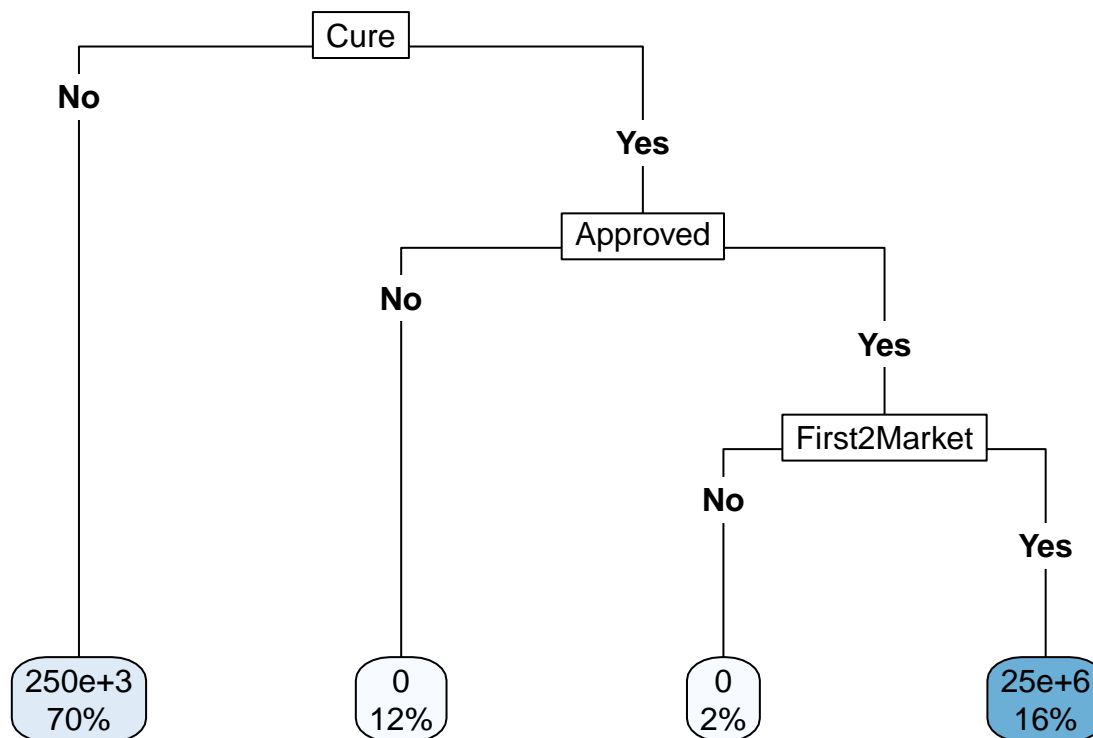 Cure
No
Yes
Approved
No
Yes
First2Market
No
Yes
250e+3
70%
0
12%
0
2%
25e+6
16%